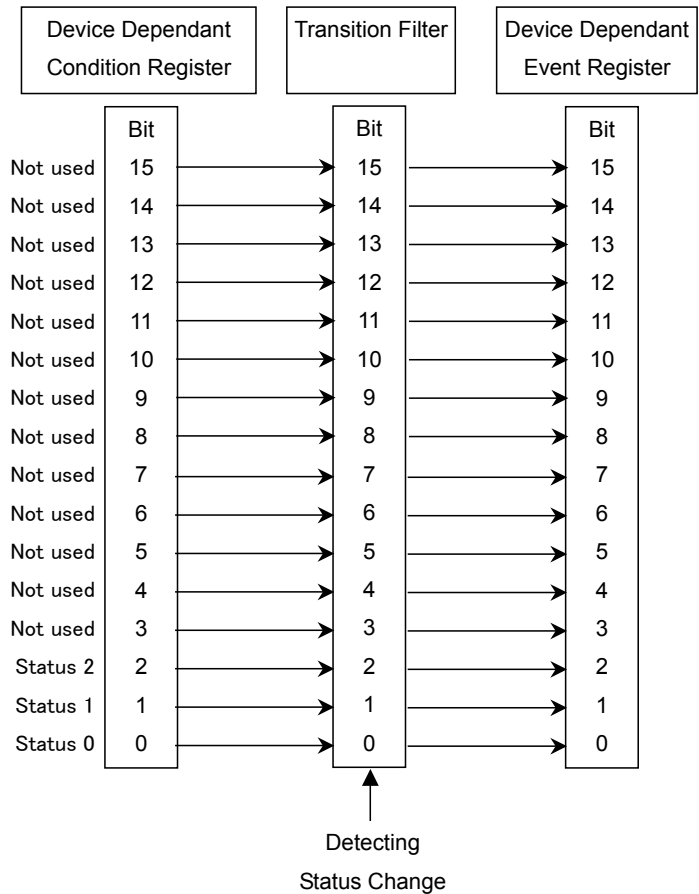 Device Dependant
Condition Register
Transition Filter
Device Dependant
Event Register
Bit Bit Bit
Not used 15 15 15
Not used 14 14 14
Not used 13 13 13
Not used 12 12 12
Not used 11 11 11
Not used 10 10 10
Not used 9 9 9
Not used 8 8 8
Not used 7 7 7
Not used 6 6 6
Not used 5 5 5
Not used 4 4 4
Not used 3 3 3
Status 2 2 2 2
Status 1 1 1 1
Status 0 0 0 0
Detecting
Status Change